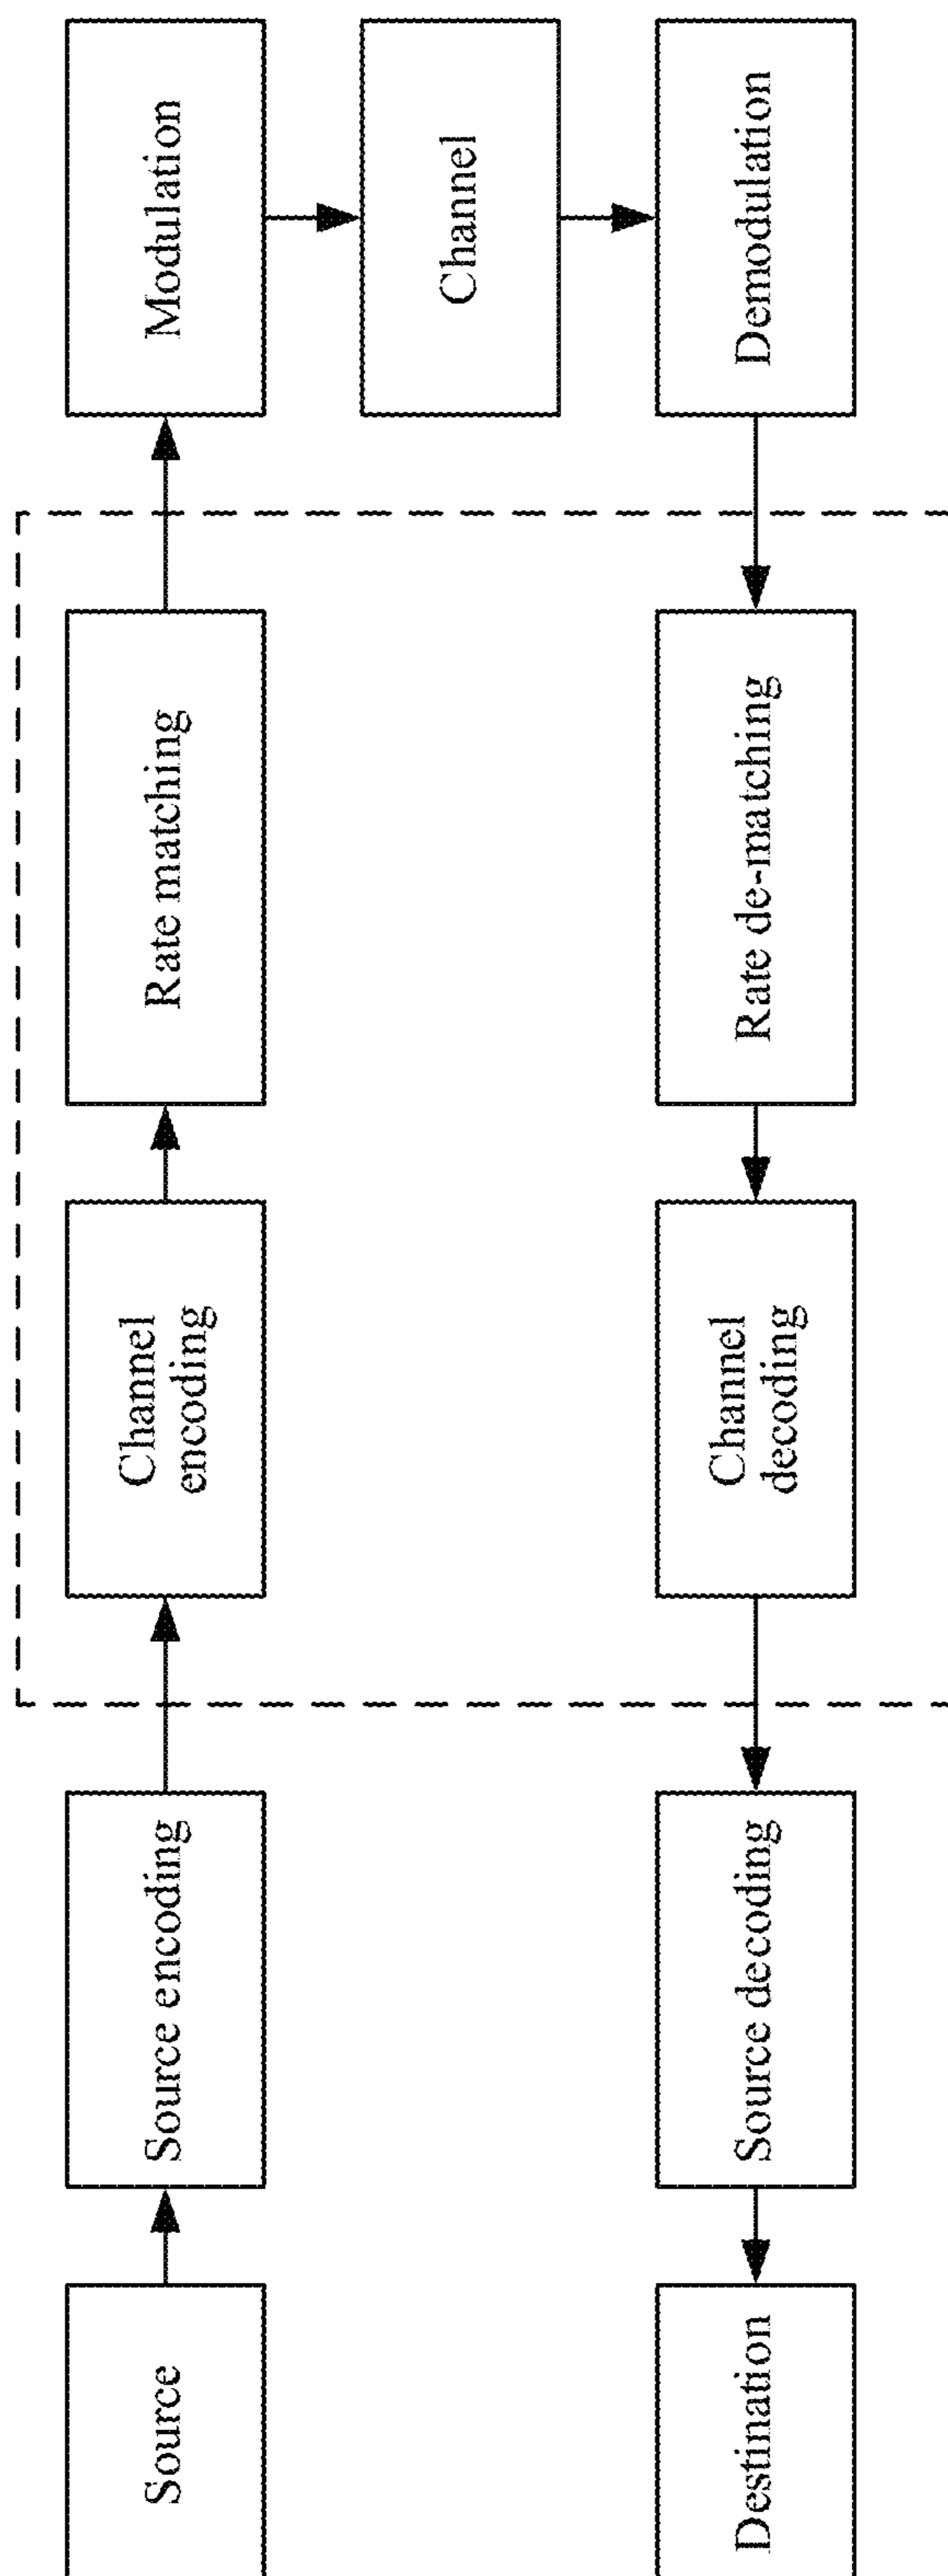 Source
Source encoding
Channel
encoding
Rate matching
Modulation
Channel
Demodulation
Rate de-matching
Channel
decoding
Source decoding
Destination